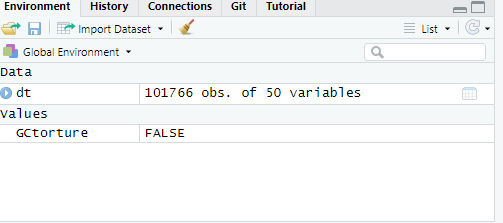 Environment History Connections Git Tutorial
Import Dataset List
Global Environment
Data
dt 101766 obs. of 50 variables
Values
GCtorture FALSE